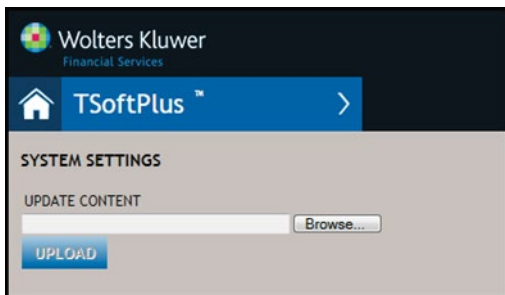 Wolters Kluwer
Financial Services
TSoftPlus ™
SYSTEM SETTINGS
UPDATE CONTENT
Browse...
UPLOAD